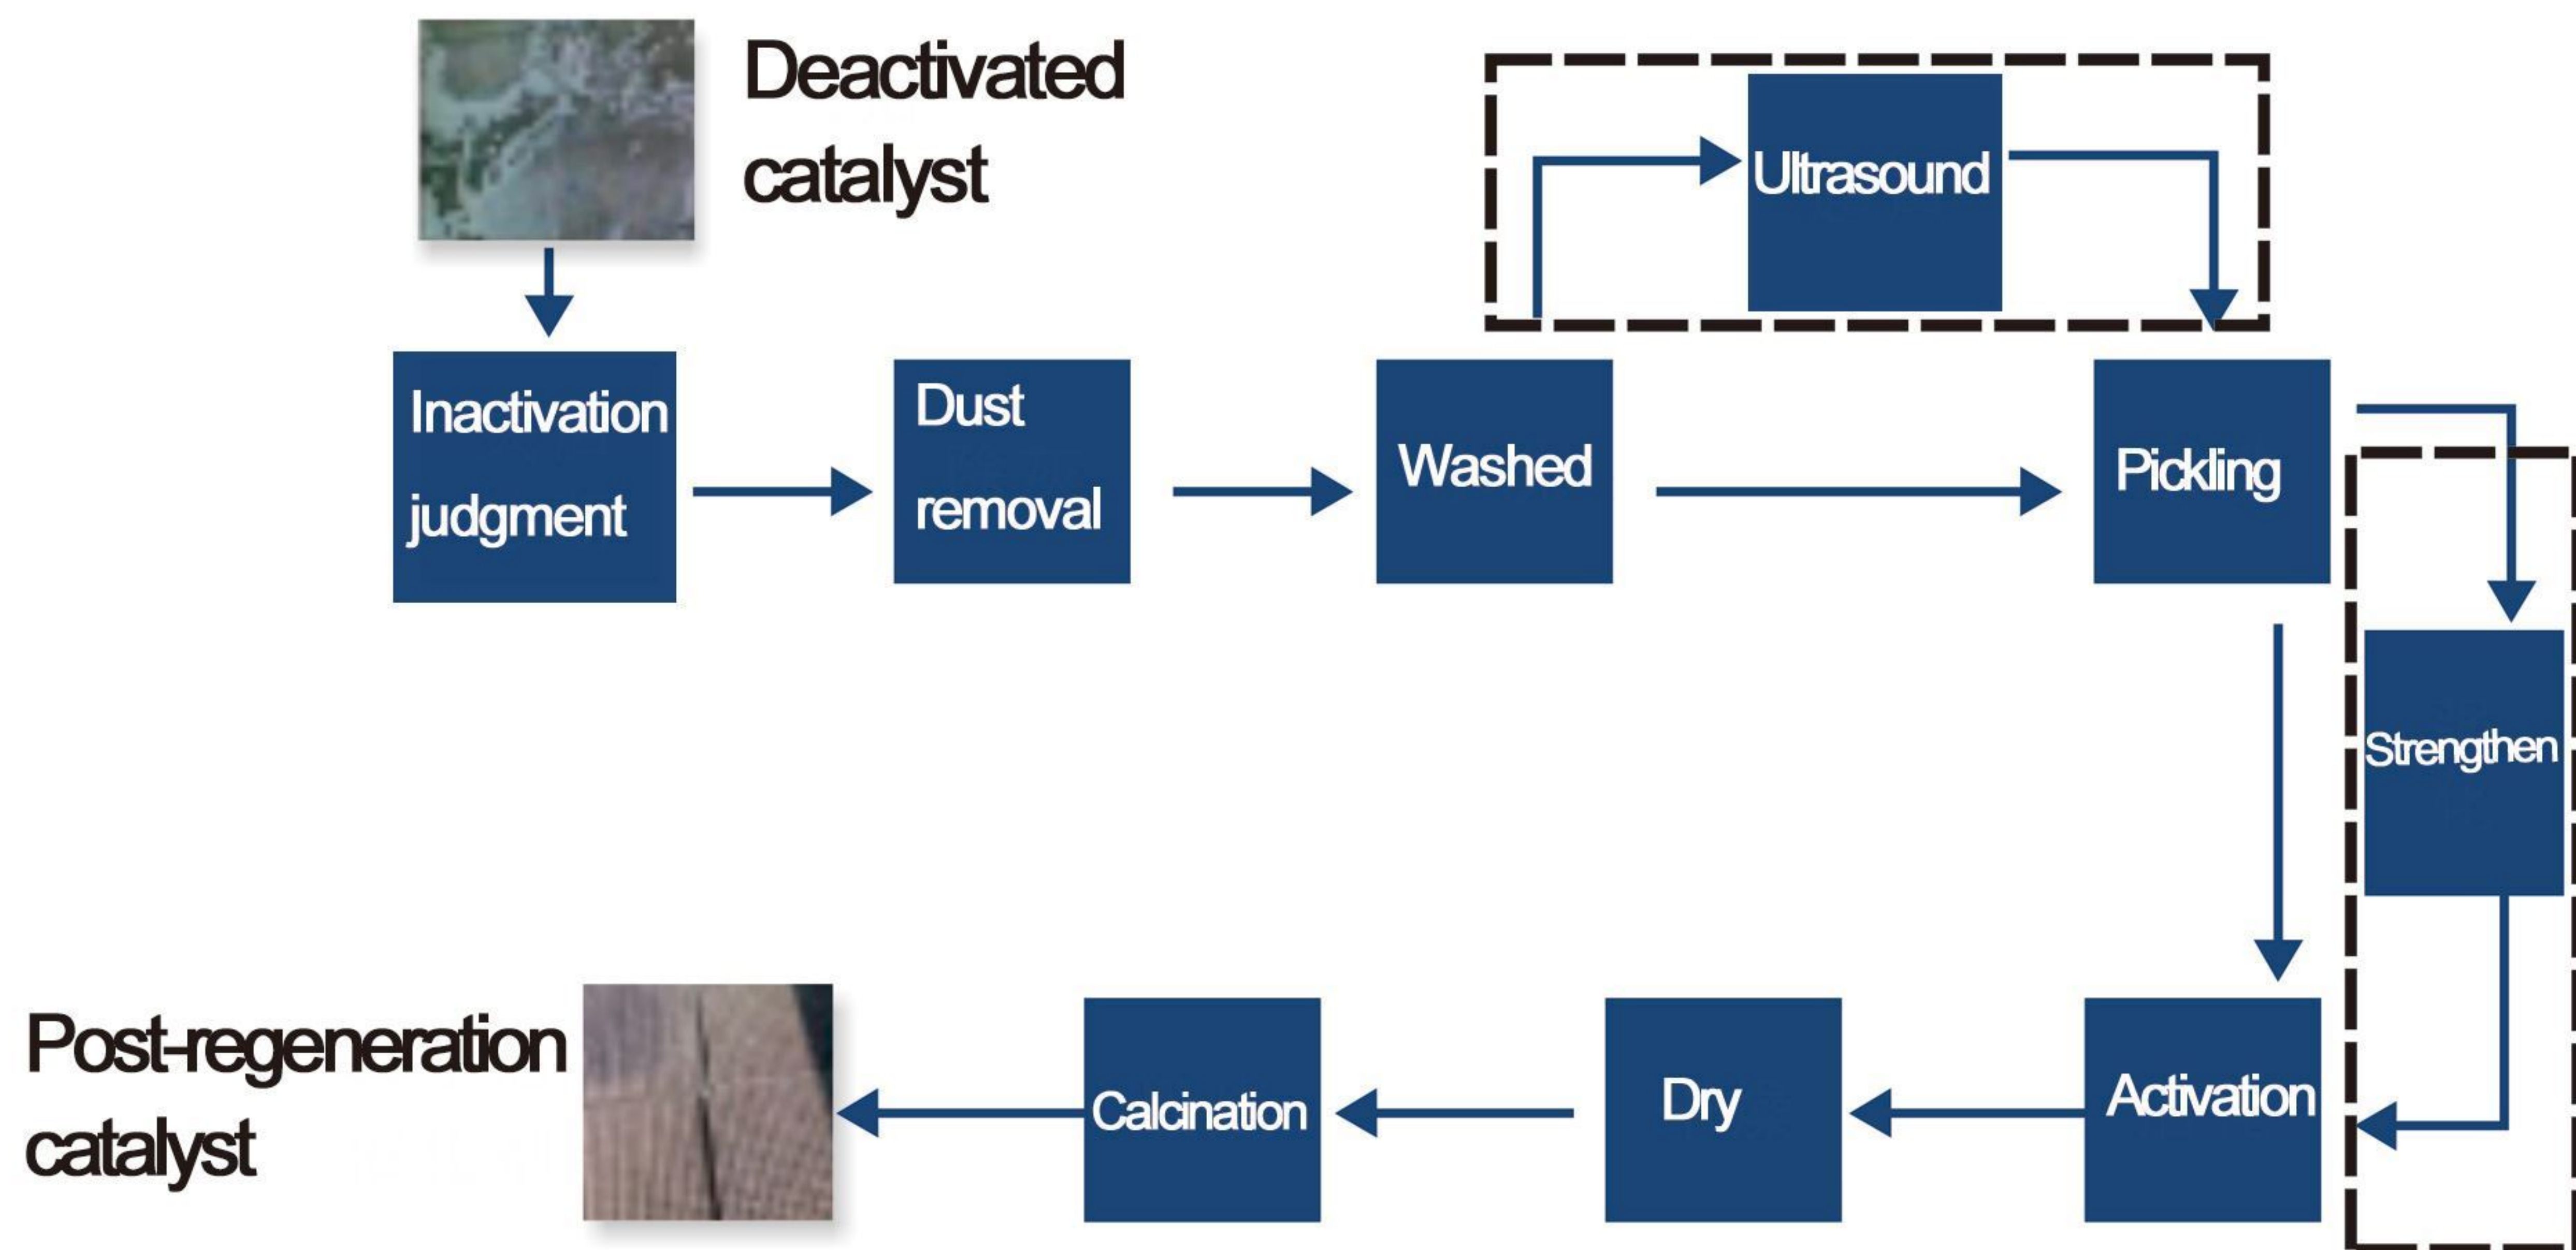 Deactivated
catalyst
Ultrasound
Inactivation
judgment
Dust
removal
Washed
Pickling
Strengthen
Activation
Dry
Calcination
Post-regeneration
catalyst